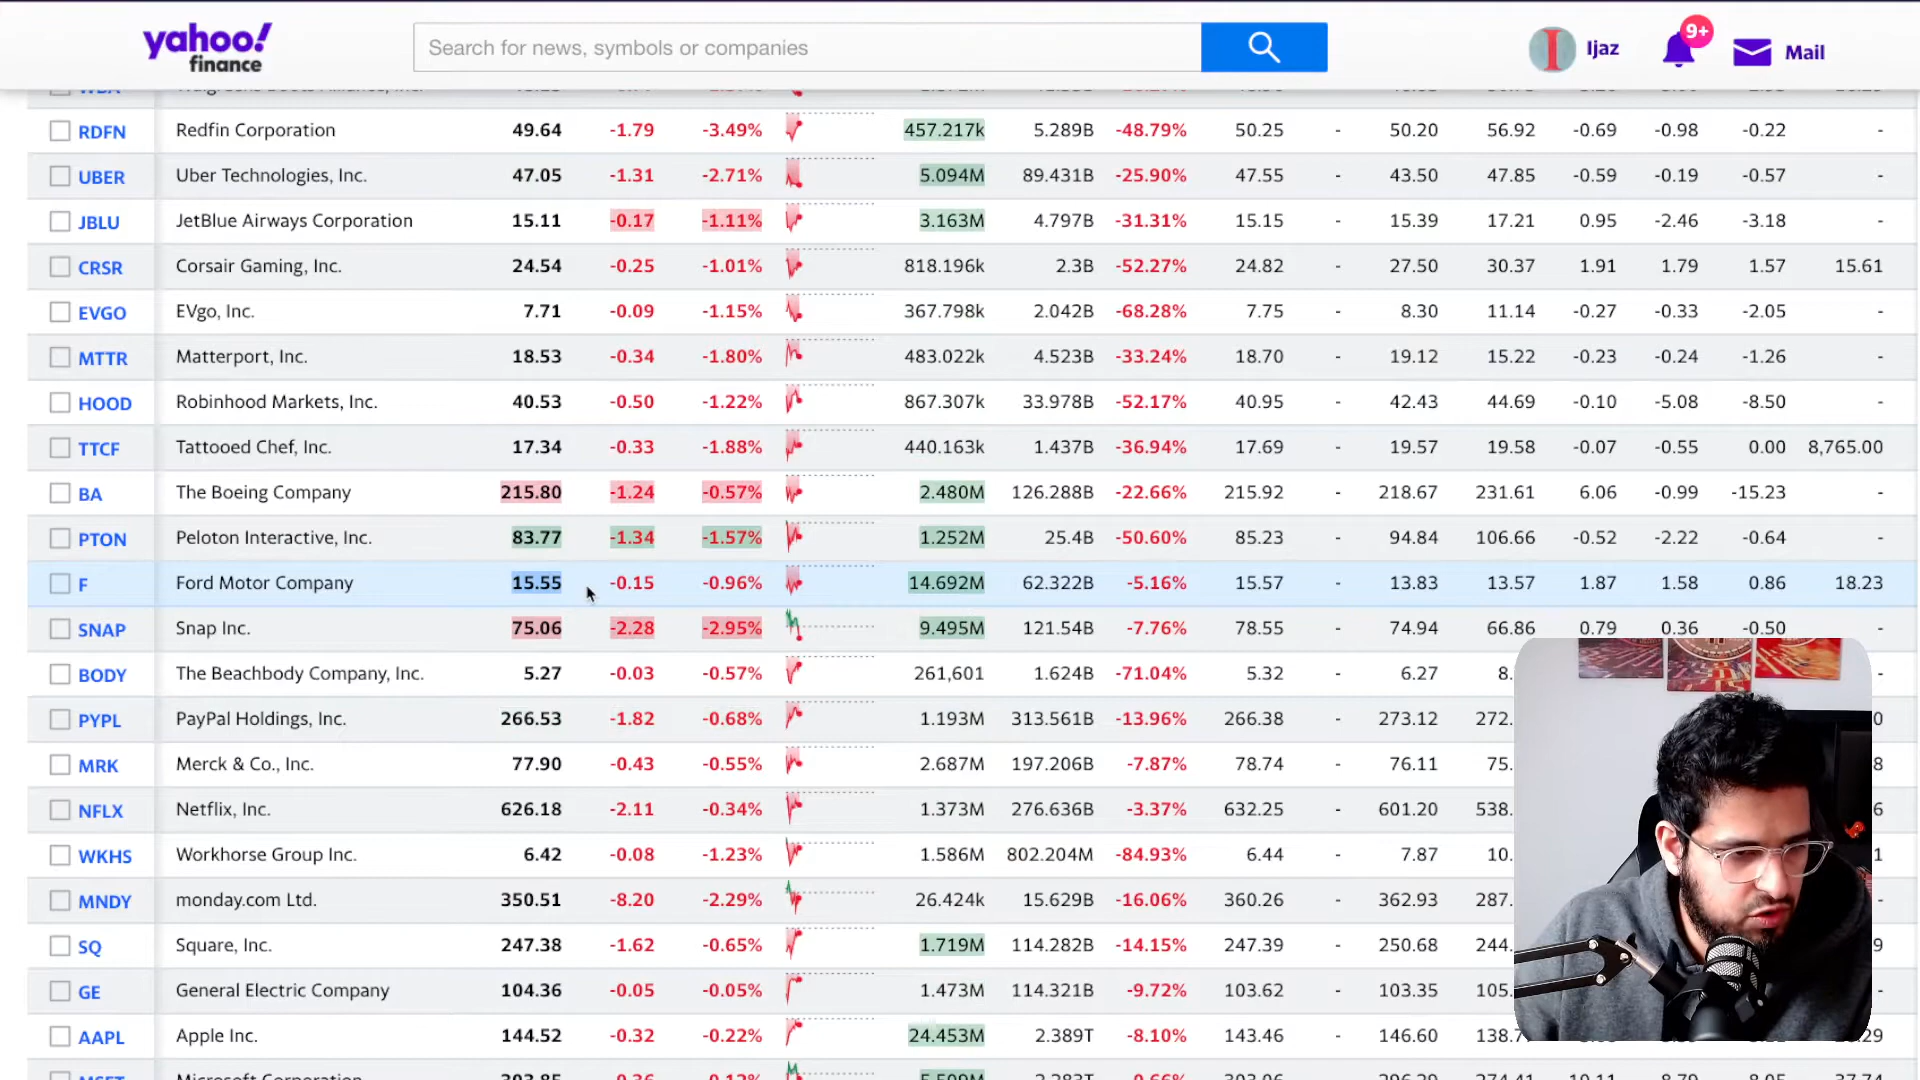 yahoo!
finance
Search for news, symbols or companies
Ijaz
9+
Mail
RDFN Redfin Corporation 49.64 -1.79 -3.49% 457.217k 5.289B -48.79% 50.25 - 50.20 56.92 -0.69 -0.98 -0.22 -
UBER Uber Technologies, Inc. 47.05 -1.31 -2.71% 5.094M 89.431B -25.90% 47.55 - 43.50 47.85 -0.59 -0.19 -0.57 -
JBLU JetBlue Airways Corporation 15.11 -0.17 -1.11% 3.163M 4.797B -31.31% 15.15 - 15.39 17.21 0.95 -2.46 -3.18 -
CRSR Corsair Gaming, Inc. 24.54 -0.25 -1.01% 818.196k 2.3B -52.27% 24.82 - 27.50 30.37 1.91 1.79 1.57 15.61
EVGO EVgo, Inc. 7.71 -0.09 -1.15% 367.798k 2.042B -68.28% 7.75 - 8.30 11.14 -0.27 -0.33 -2.05 -
MTTR Matterport, Inc. 18.53 -0.34 -1.80% 483.022k 4.523B -33.24% 18.70 - 19.12 15.22 -0.23 -0.24 -1.26 -
HOOD Robinhood Markets, Inc. 40.53 -0.50 -1.22% 867.307k 33.978B -52.17% 40.95 - 42.43 44.69 -0.10 -5.08 -8.50 -
TTCF Tattooed Chef, Inc. 17.34 -0.33 -1.88% 440.163k 1.437B -36.94% 17.69 - 19.57 19.58 -0.07 -0.55 0.00 8,765.00
BA The Boeing Company 215.80 -1.24 -0.57% 2.480M 126.288B -22.66% 215.92 - 218.67 231.61 6.06 -0.99 -15.23 -
PTON Peloton Interactive, Inc. 83.77 -1.34 -1.57% 1.252M 25.4B -50.60% 85.23 - 94.84 106.66 -0.52 -2.22 -0.64 -
F Ford Motor Company 15.55 -0.15 -0.96% 14.692M 62.322B -5.16% 15.57 - 13.83 13.57 1.87 1.58 0.86 18.23
SNAP Snap Inc. 75.06 -2.28 -2.95% 9.495M 121.54B -7.76% 78.55 - 74.94 66.86 0.79 0.36 -0.50 -
BODY The Beachbody Company, Inc. 5.27 -0.03 -0.57% 261,601 1.624B -71.04% 5.32 - 6.27 8. -
PYPL PayPal Holdings, Inc. 266.53 -1.82 -0.68% 1.193M 313.561B -13.96% 266.38 - 273.12 272. 0
MRK Merck & Co., Inc. 77.90 -0.43 -0.55% 2.687M 197.206B -7.87% 78.74 - 76.11 75. 8
NFLX Netflix, Inc. 626.18 -2.11 -0.34% 1.373M 276.636B -3.37% 632.25 - 601.20 538. 6
WKHS Workhorse Group Inc. 6.42 -0.08 -1.23% 1.586M 802.204M -84.93% 6.44 - 7.87 10. 1
MNDY monday.com Ltd. 350.51 -8.20 -2.29% 26.424k 15.629B -16.06% 360.26 - 362.93 287. -
SQ Square, Inc. 247.38 -1.62 -0.65% 1.719M 114.282B -14.15% 247.39 - 250.68 244. 9
GE General Electric Company 104.36 -0.05 -0.05% 1.473M 114.321B -9.72% 103.62 - 103.35 105. -
AAPL Apple Inc. 144.52 -0.32 -0.22% 24.453M 2.389T -8.10% 143.46 - 146.60 138.7 .29